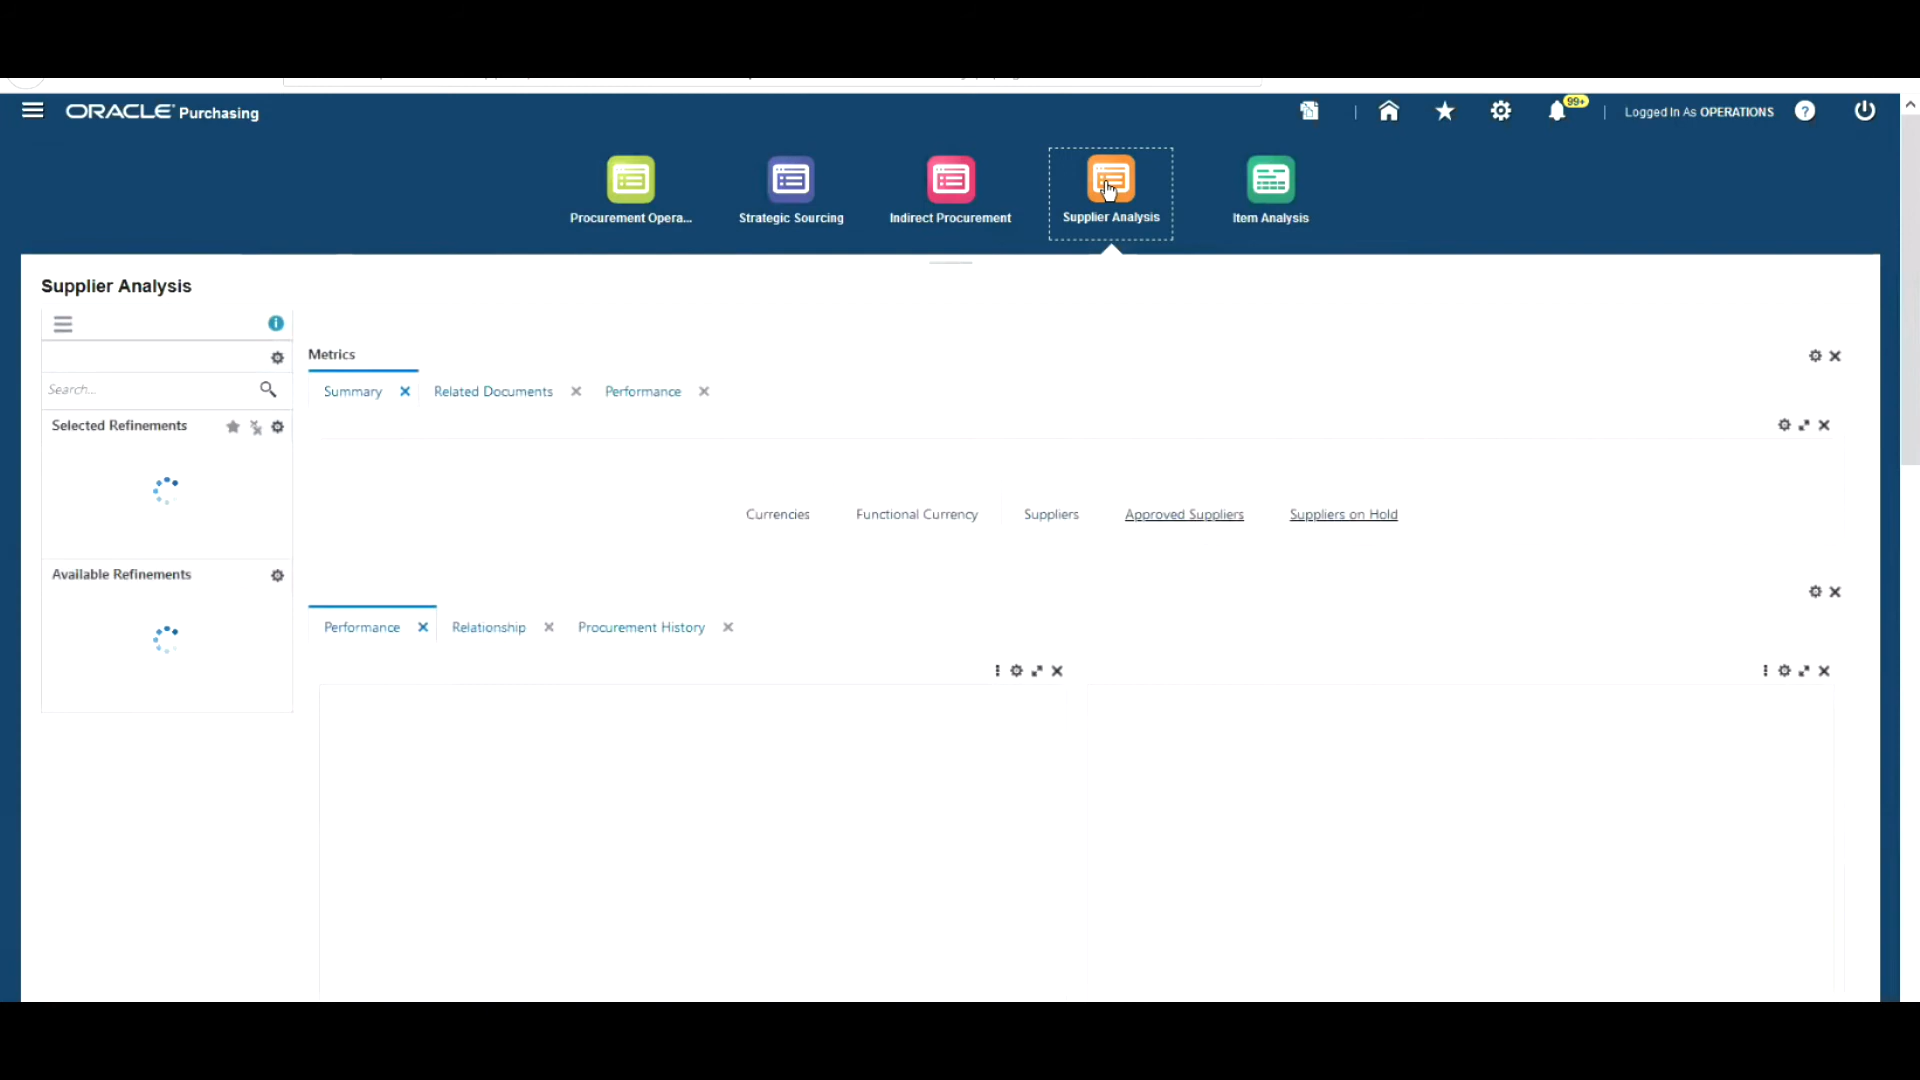 ORACLE Purchasing
99+
Logged In As OPERATIONS
?
Procurement Opera...
Strategic Sourcing
Indirect Procurement
Supplier Analysis
Item Analysis
Supplier Analysis
i
Search...
Selected Refinements
Available Refinements
Metrics
Summary
Related Documents
Performance
Currencies
Functional Currency
Suppliers
Approved Suppliers
Suppliers on Hold
Performance
Relationship
Procurement History